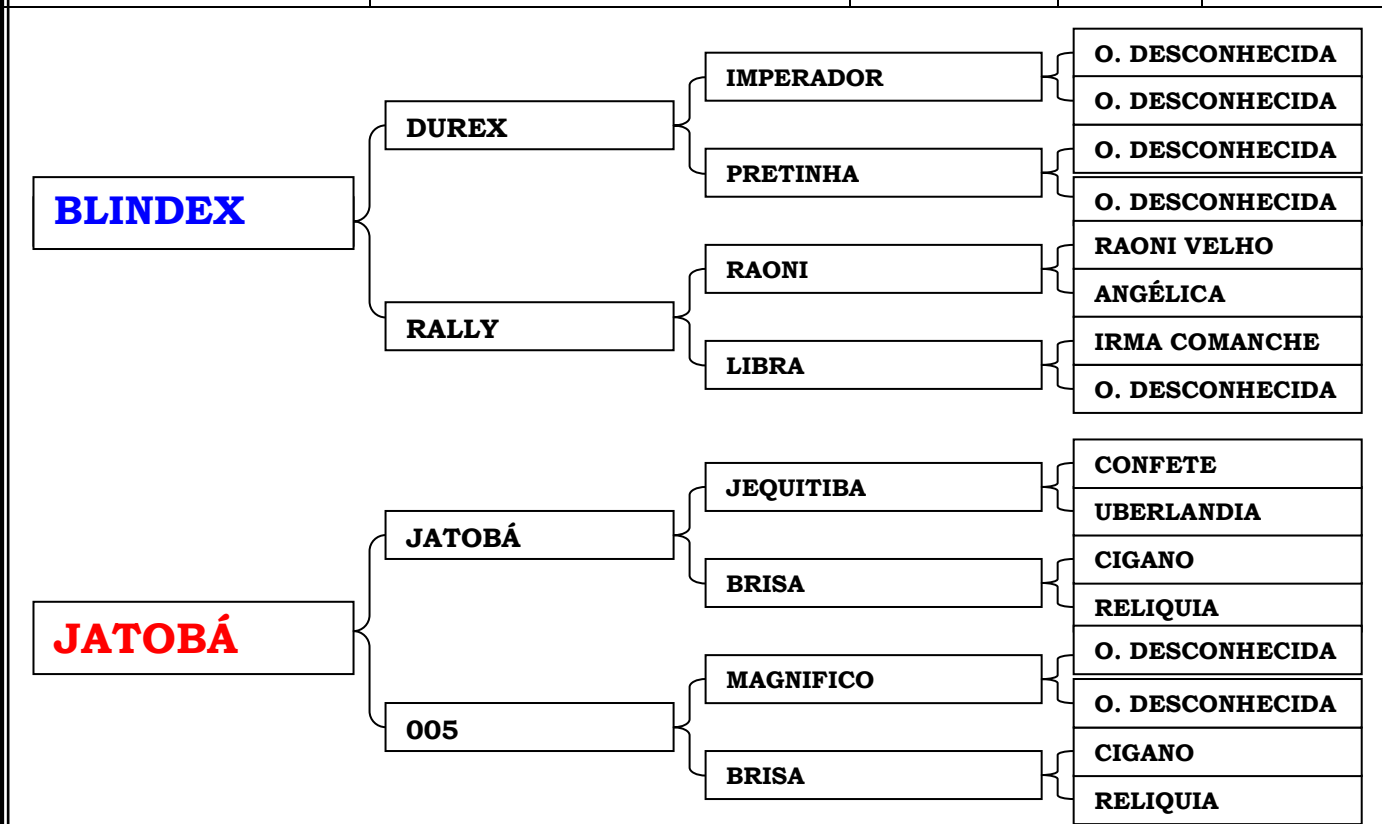 BLINDEX
DUREX
RALLY
IMPERADOR
PRETINHA
RAONI
LIBRA
O. DESCONHECIDA
O. DESCONHECIDA
O. DESCONHECIDA
O. DESCONHECIDA
RAONI VELHO
ANGÉLICA
IRMA COMANCHE
O. DESCONHECIDA
JATOBÁ
JATOBÁ
005
JEQUITIBA
BRISA
MAGNIFICO
BRISA
CONFETE
UBERLANDIA
CIGANO
RELIQUIA
O. DESCONHECIDA
O. DESCONHECIDA
CIGANO
RELIQUIA